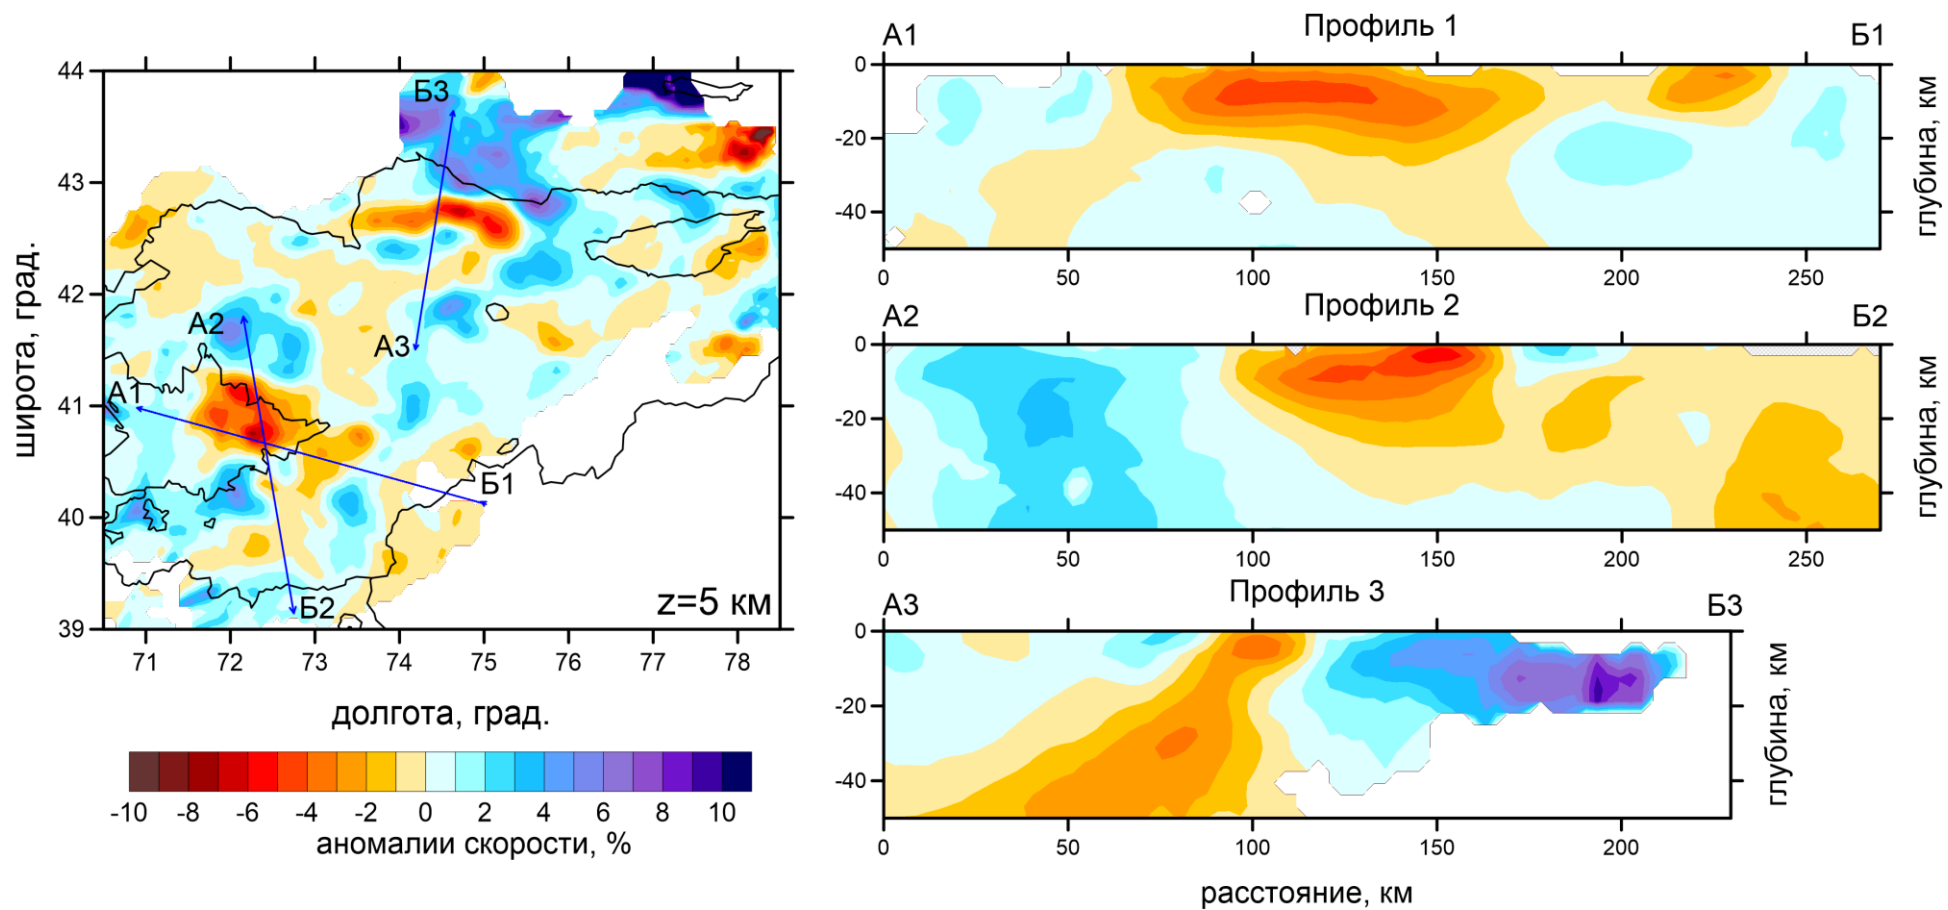 44
43
42
41
40
39
широта, град.
Б3
А2
А3
А1
Б1
Б2
z=5 км
71 72 73 74 75 76 77 78
долгота, град.
-10 -8 -6 -4 -2 0 2 4 6 8 10
аномалии скорости, %
А1 Профиль 1 Б1
0
-20
-40
глубина, км
0 50 100 150 200 250
А2 Профиль 2 Б2
0
-20
-40
глубина, км
0 50 100 150 200 250
А3 Профиль 3 Б3
0
-20
-40
глубина, км
0 50 100 150 200
расстояние, км